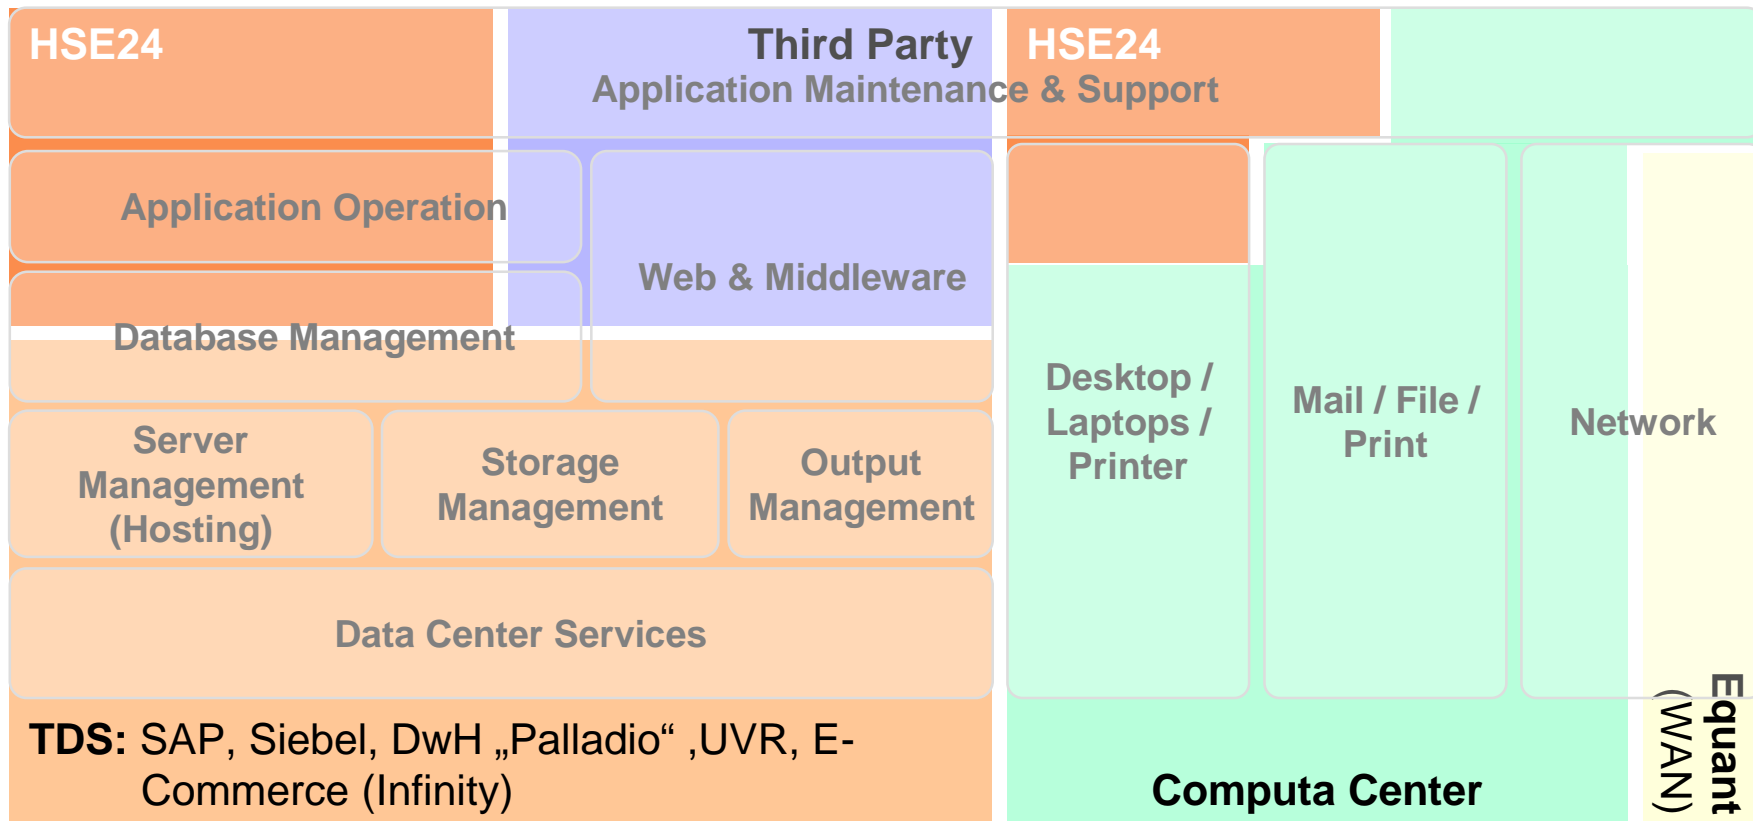 HSE24
Third Party
HSE24
Application Maintenance & Support
Application Operation
Web & Middleware
Database Management
Desktop /
Laptops /
Printer
Mail / File /
Print
Network
Server
Management
(Hosting)
Storage
Management
Output
Management
Data Center Services
TDS: SAP, Siebel, DwH „Palladio“ ,UVR, E-
Commerce (Infinity)
Computa Center
Equant
(WAN)